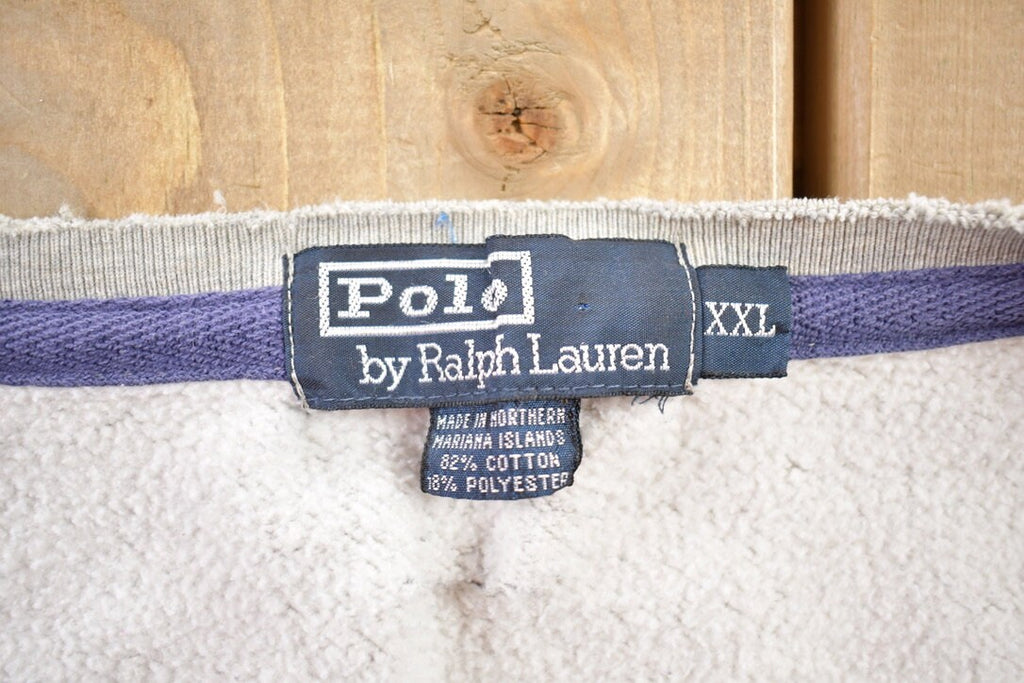 Polo
by Ralph Lauren
XXL
MADE IN NORTHERN
MARIANA ISLANDS
82% COTTON
18% POLYESTER